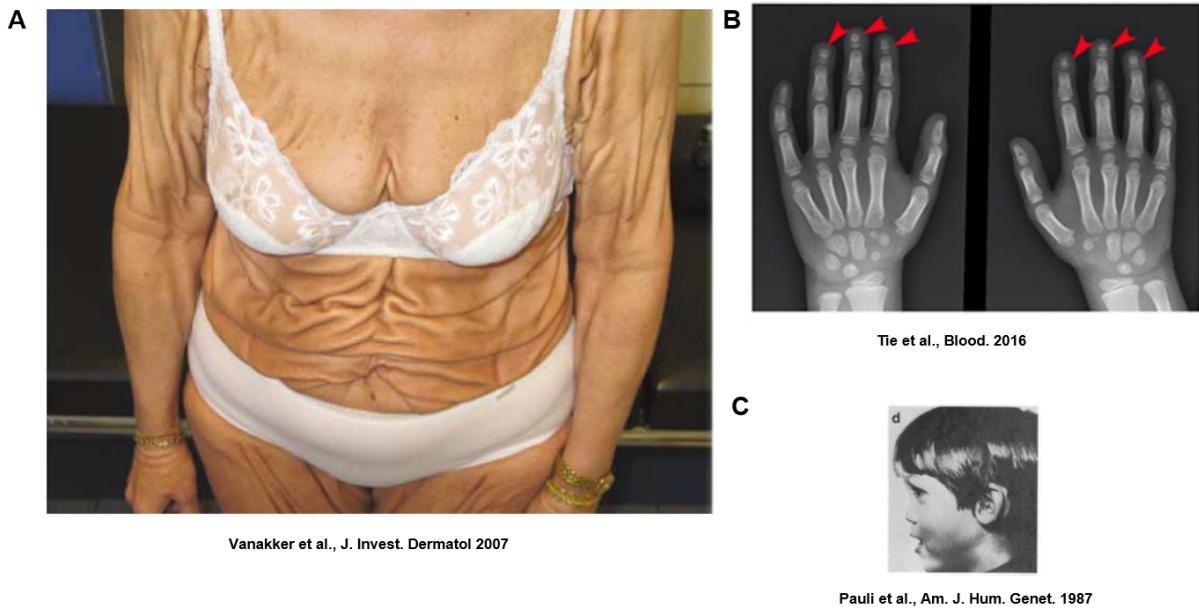 A
B
Tie et al., Blood. 2016
C
d
Vanakker et al., J. Invest. Dermatol 2007
Pauli et al., Am. J. Hum. Genet. 1987